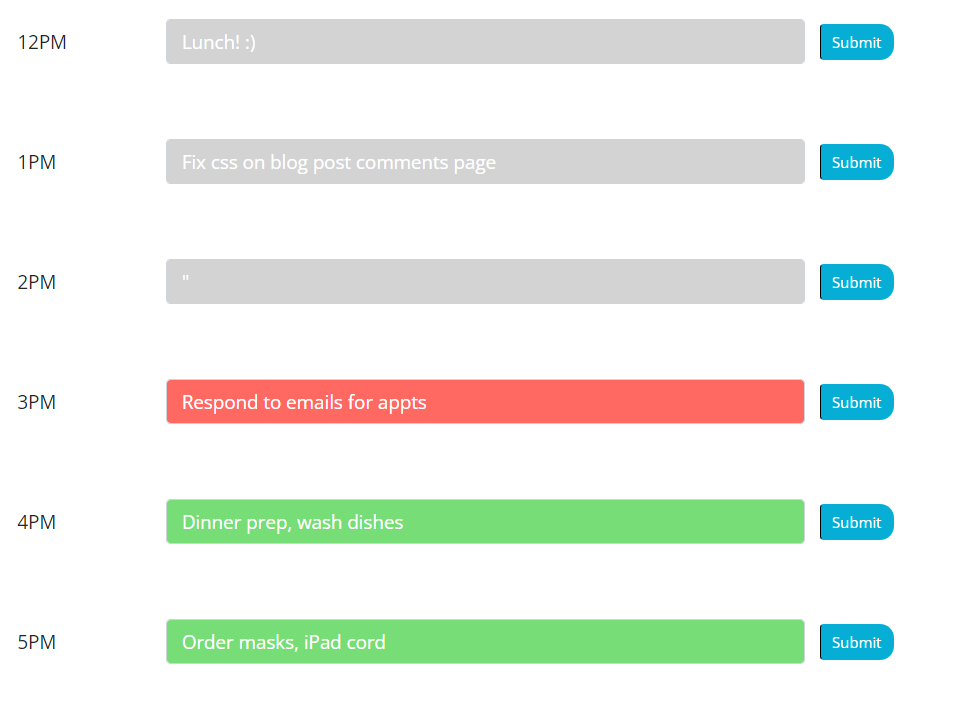 12PM Lunch! :) Submit
1PM Fix css on blog post comments page Submit
2PM " Submit
3PM Respond to emails for appts Submit
4PM Dinner prep, wash dishes Submit
5PM Order masks, iPad cord Submit